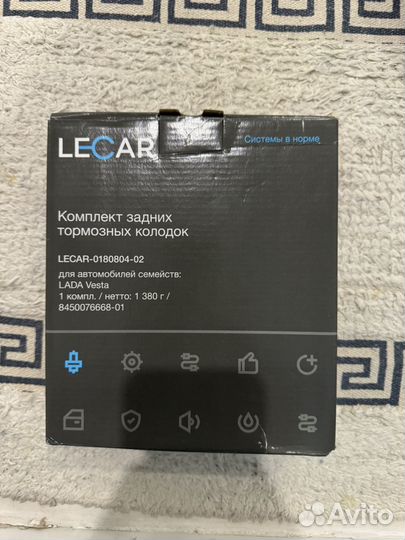 LECAR
Системы в норме
Комплект задних
тормозных колодок
LECAR-0180804-02
для автомобилей семейств:
LADA Vesta
1 компл. / нетто: 1 380 г /
8450076668-01
Avito